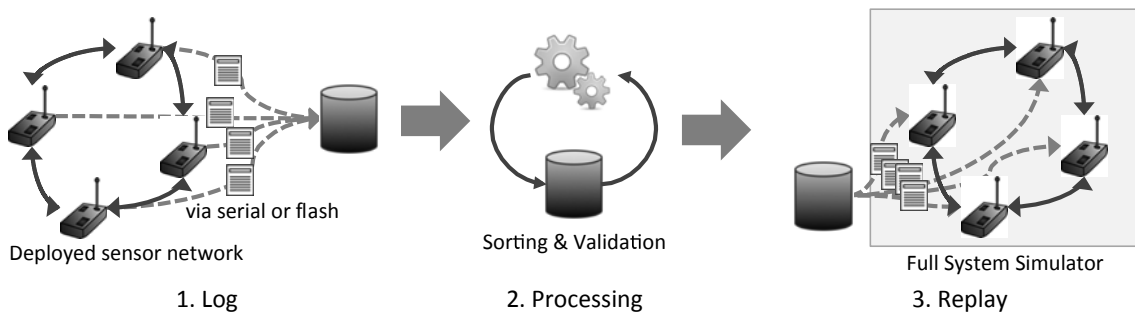 via serial or flash
Deployed sensor network
Sorting & Validation
Full System Simulator
1. Log
2. Processing
3. Replay